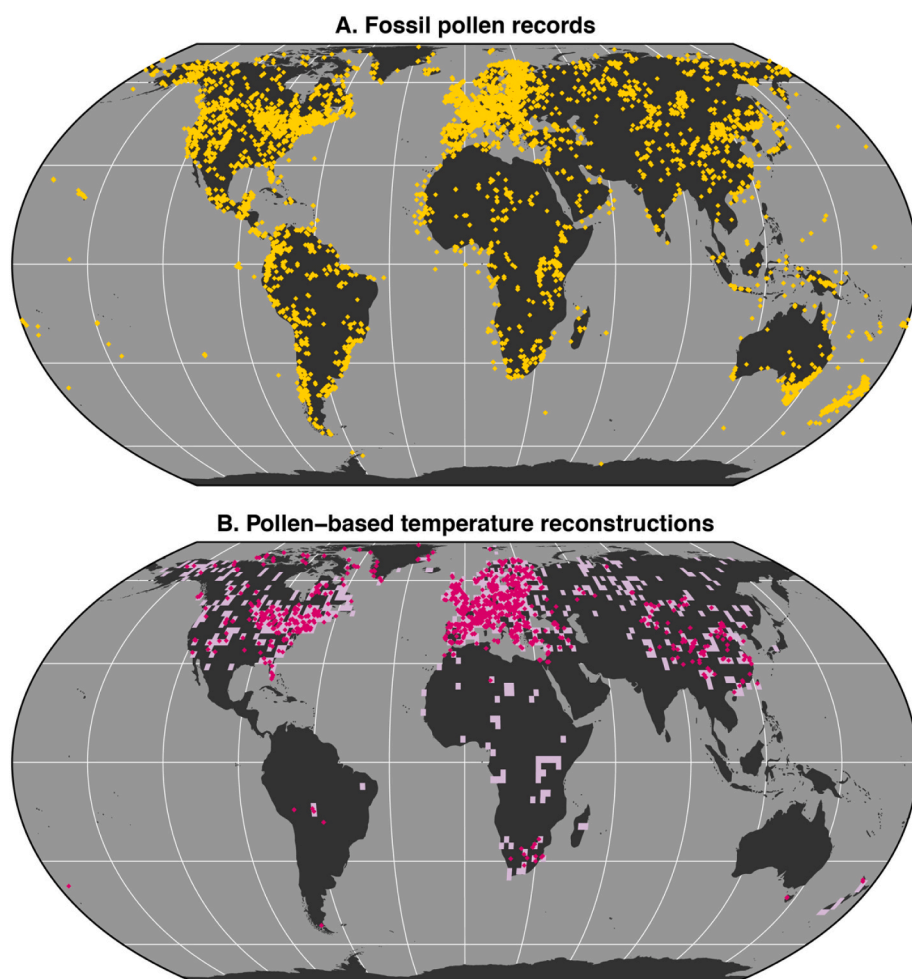 A. Fossil pollen records
B. Pollen−based temperature reconstructions